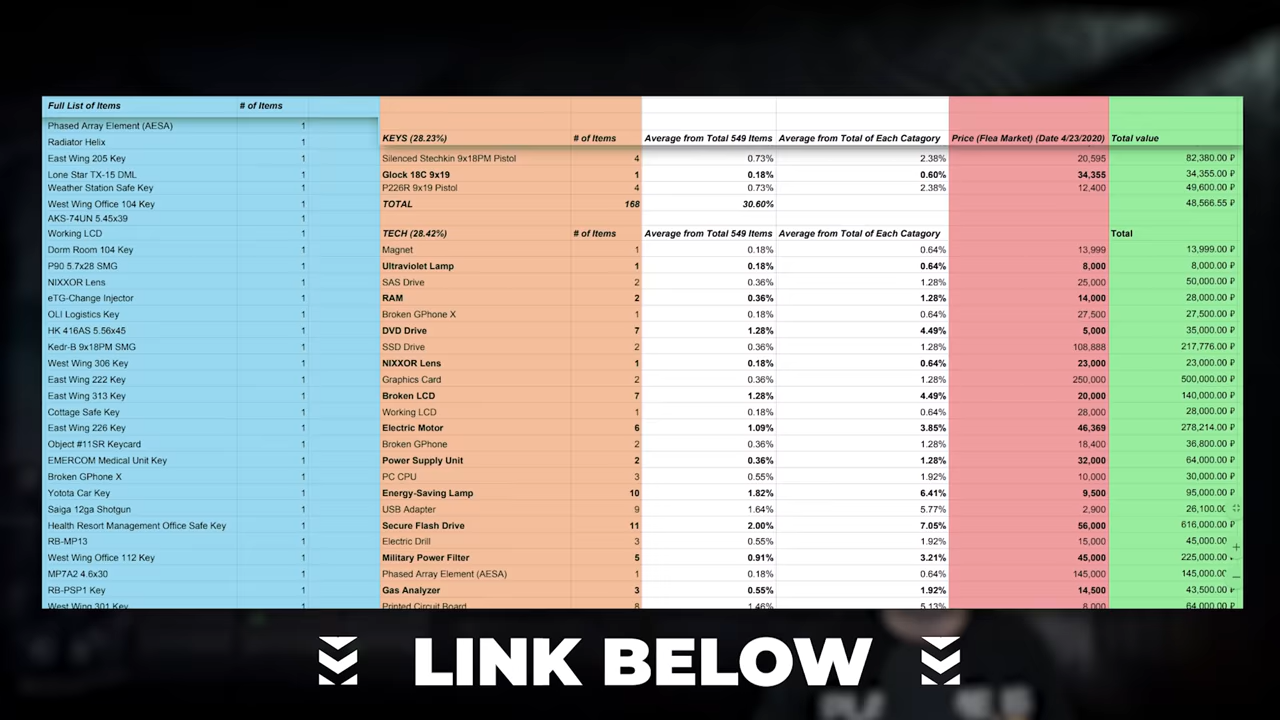 Full List of Items # of Items
Phased Array Element (AESA) 1
Radiator Helix 1 KEYS (28.23%) # of Items Average from Total 549 Items Average from Total of Each Catagory Price (Flea Market) (Date 4/23/2020) Total value
East Wing 205 Key 1 Silenced Stechkin 9x18PM Pistol 4 0.73% 2.38% 20,595 82,380.00 ₽
Lone Star TX-15 DML 1 Glock 18C 9x19 1 0.18% 0.60% 34,355 34,355.00 ₽
Weather Station Safe Key 1 P226R 9x19 Pistol 4 0.73% 2.38% 12,400 49,600.00 ₽
West Wing Office 104 Key 1 TOTAL 168 30.60% 48,566.55 ₽
AKS-74UN 5.45x39 1
Working LCD 1 TECH (28.42%) # of Items Average from Total 549 Items Average from Total of Each Catagory Total
Dorm Room 104 Key 1 Magnet 1 0.18% 0.64% 13,999 13,999.00 ₽
P90 5.7x28 SMG 1 Ultraviolet Lamp 1 0.18% 0.64% 8,000 8,000.00 ₽
NIXXOR Lens 1 SAS Drive 2 0.36% 1.28% 25,000 50,000.00 ₽
eTG-Change Injector 1 RAM 2 0.36% 1.28% 14,000 28,000.00 ₽
OLI Logistics Key 1 Broken GPhone X 1 0.18% 0.64% 27,500 27,500.00 ₽
HK 416AS 5.56x45 1 DVD Drive 7 1.28% 4.49% 5,000 35,000.00 ₽
Kedr-B 9x18PM SMG 1 SSD Drive 2 0.36% 1.28% 108,888 217,776.00 ₽
West Wing 306 Key 1 NIXXOR Lens 1 0.18% 0.64% 23,000 23,000.00 ₽
East Wing 222 Key 1 Graphics Card 2 0.36% 1.28% 250,000 500,000.00 ₽
East Wing 313 Key 1 Broken LCD 7 1.28% 4.49% 20,000 140,000.00 ₽
Cottage Safe Key 1 Working LCD 1 0.18% 0.64% 28,000 28,000.00 ₽
East Wing 226 Key 1 Electric Motor 6 1.09% 3.85% 46,369 278,214.00 ₽
Object #11SR Keycard 1 Broken GPhone 2 0.36% 1.28% 18,400 36,800.00 ₽
EMERCOM Medical Unit Key 1 Power Supply Unit 2 0.36% 1.28% 32,000 64,000.00 ₽
Broken GPhone X 1 PC CPU 3 0.55% 1.92% 10,000 30,000.00 ₽
Yotota Car Key 1 Energy-Saving Lamp 10 1.82% 6.41% 9,500 95,000.00 ₽
Saiga 12ga Shotgun 1 USB Adapter 9 1.64% 5.77% 2,900 26,100.00
Health Resort Management Office Safe Key 1 Secure Flash Drive 11 2.00% 7.05% 56,000 616,000.00 ₽
RB-MP13 1 Electric Drill 3 0.55% 1.92% 15,000 45,000.00
West Wing Office 112 Key 1 Military Power Filter 5 0.91% 3.21% 45,000 225,000.00
MP7A2 4.6x30 1 Phased Array Element (AESA) 1 0.18% 0.64% 145,000 145,000.00
RB-PSP1 Key 1 Gas Analyzer 3 0.55% 1.92% 14,500 43,500.00 ₽
West Wing 301 Key 1 Printed Circuit Board 8 1.46% 5.13% 8,000 64,000.00 ₽
LINK BELOW